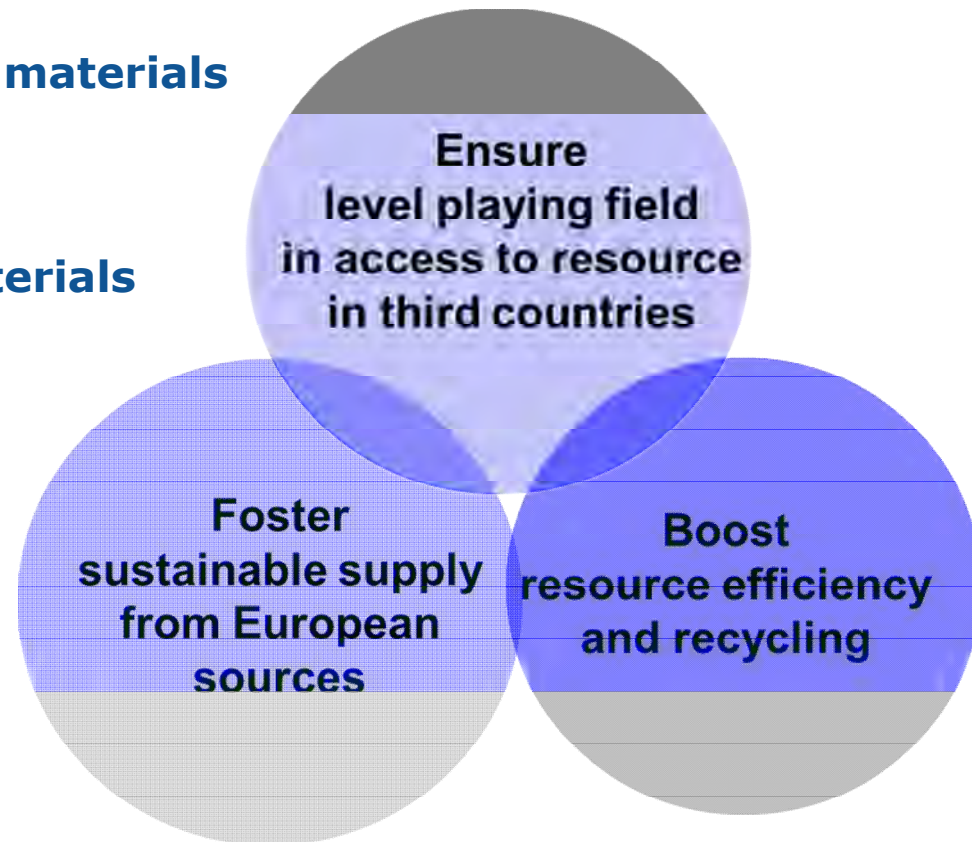 materials
Ensure
level playing field
in access to resource
in third countries
terials
Foster
sustainable supply
from European
sources
Boost
resource efficiency
and recycling